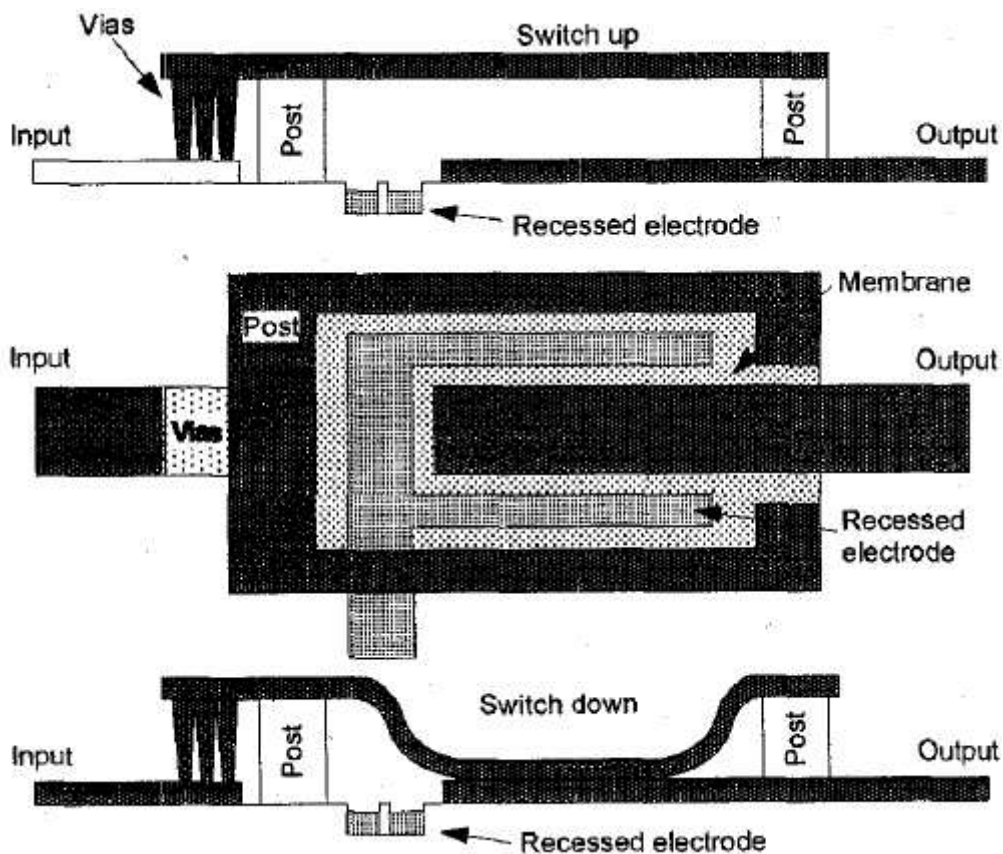 Vias
Switch up
Input
Post
Post
Output
Recessed electrode
Membrane
Post
Input
Output
Vias
Recessed
electrode
Switch down
Input
Post
Post
Output
Recessed electrode